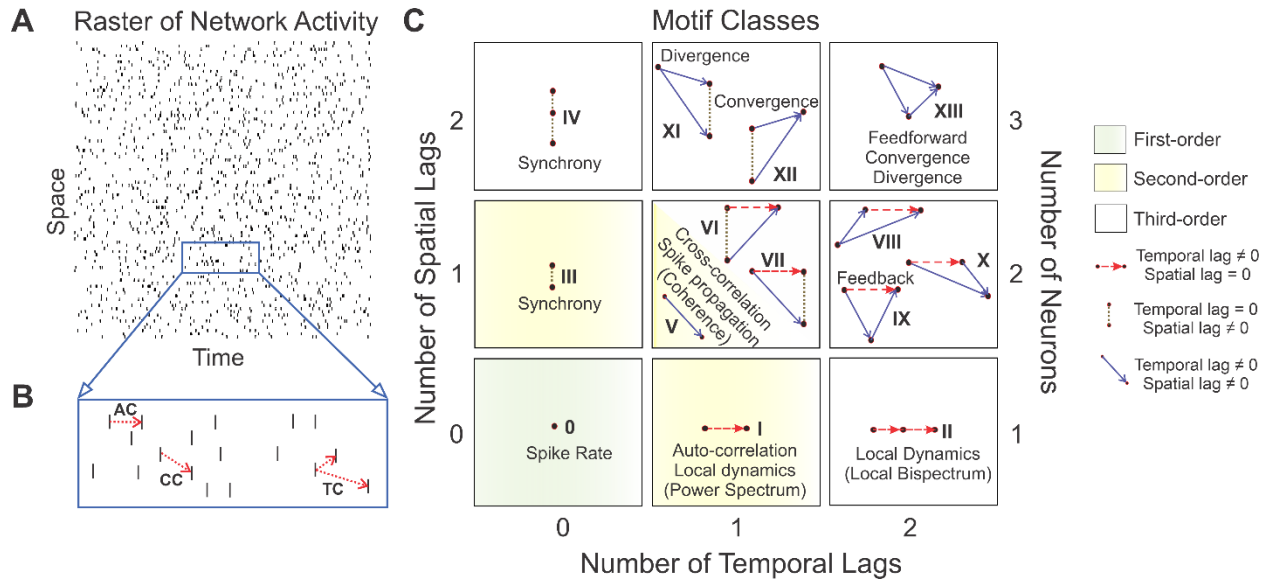 A
Raster of Network Activity
Space
Time
B
AC
CC
TC
C
Motif Classes
Number of Spatial Lags
2
1
0
IV
Synchrony
Divergence
XI
Convergence
XII
XIII
Feedforward
Convergence
Divergence
III
Synchrony
Cross-correlation
Spike propagation
(Coherence)
V
VI
VII
VIII
Feedback
IX
X
0
Spike Rate
I
Auto-correlation
Local dynamics
(Power Spectrum)
II
Local Dynamics
(Local Bispectrum)
0
1
2
Number of Temporal Lags
3
2
1
Number of Neurons
First-order
Second-order
Third-order
Temporal lag ≠ 0
Spatial lag = 0
Temporal lag = 0
Spatial lag ≠ 0
Temporal lag ≠ 0
Spatial lag ≠ 0